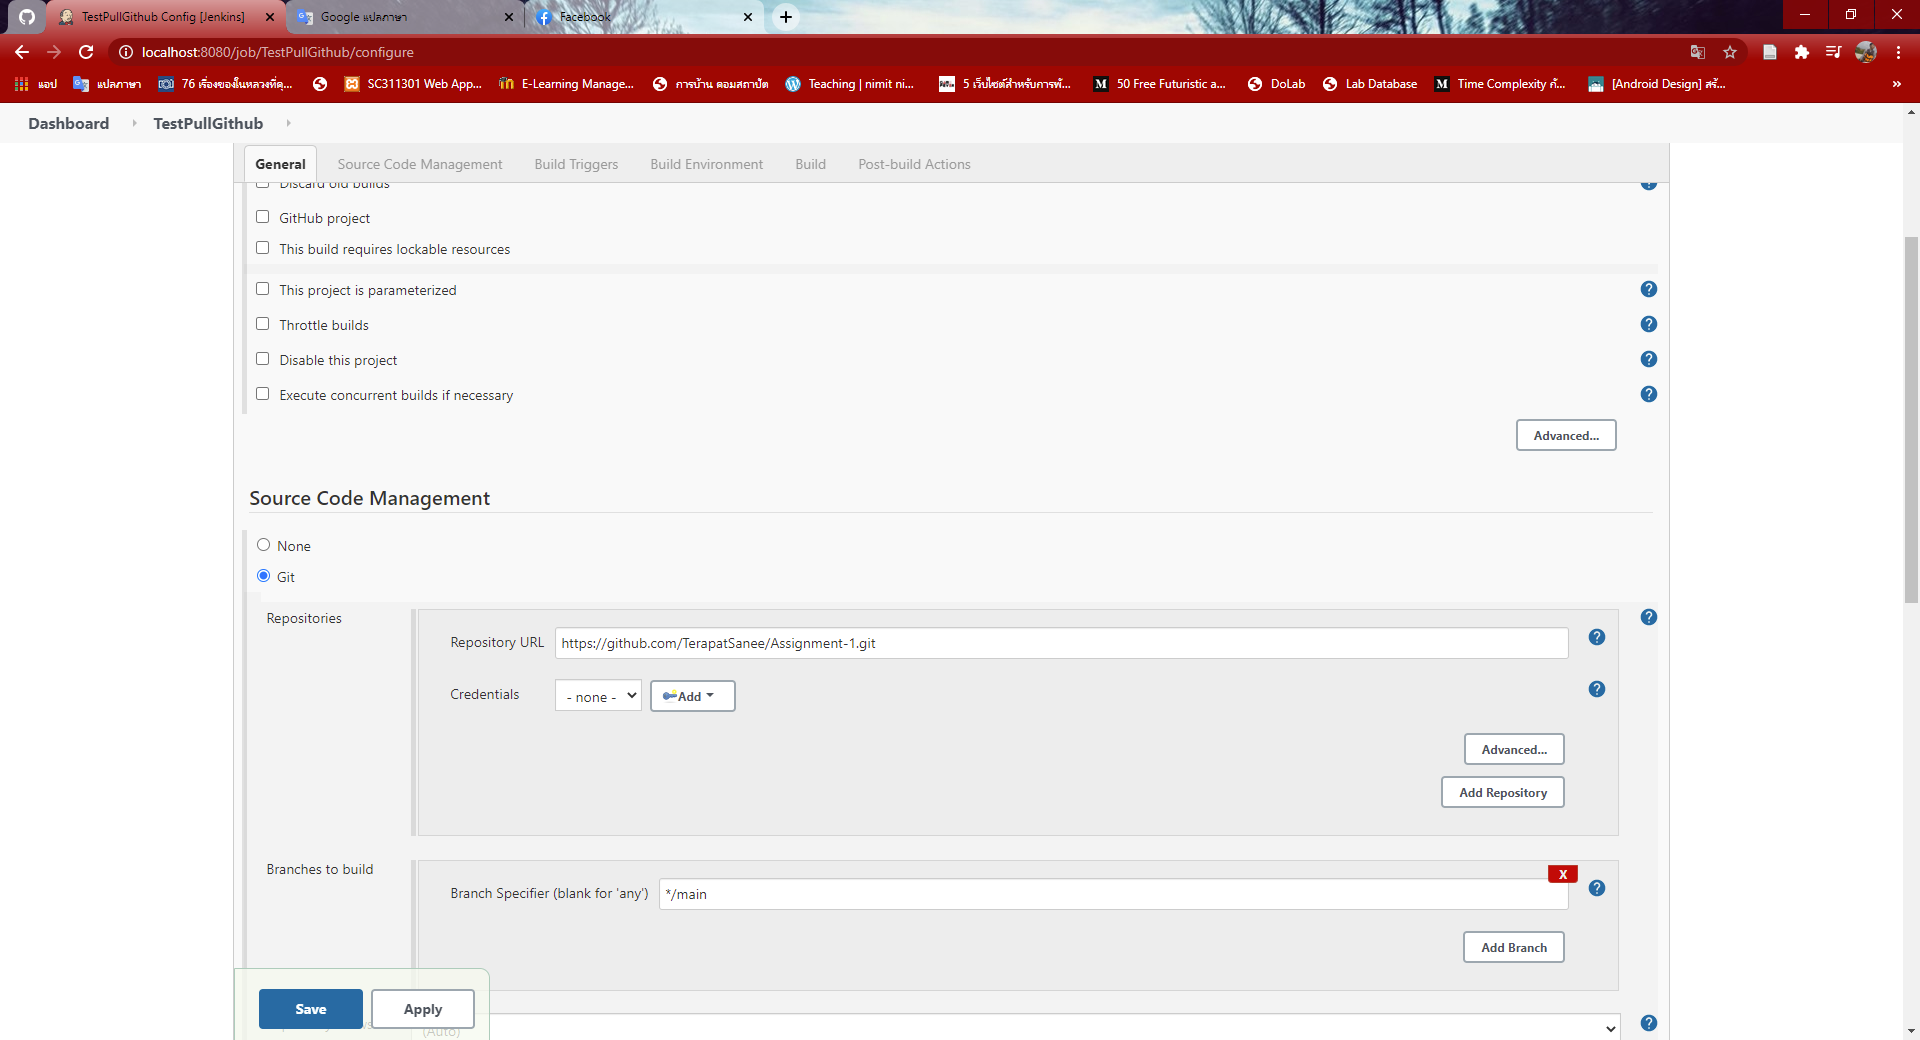 TestPullGithub Config [Jenkins]
Google แปลภาษา
Facebook
localhost:8080/job/TestPullGithub/configure
แอป
แปลภาษา
76 เรื่องของในหลวงที่ดุ...
SC311301 Web App...
E-Learning Manage...
การบ้าน ดอมสถาปัต
Teaching | nimit ni...
5 เว็บไซต์สำหรับการพั...
50 Free Futuristic a...
DoLab
Lab Database
Time Complexity คั...
[Android Design] สร้...
Dashboard
TestPullGithub
General
Source Code Management
Build Triggers
Build Environment
Build
Post-build Actions
Discard old builds
GitHub project
This build requires lockable resources
This project is parameterized
Throttle builds
Disable this project
Execute concurrent builds if necessary
Advanced...
Source Code Management
None
Git
Repositories
Repository URL
https://github.com/TerapatSanee/Assignment-1.git
Credentials
- none -
Add
Advanced...
Add Repository
Branches to build
X
Branch Specifier (blank for 'any')
*/main
Add Branch
Save
Apply
(Auto)